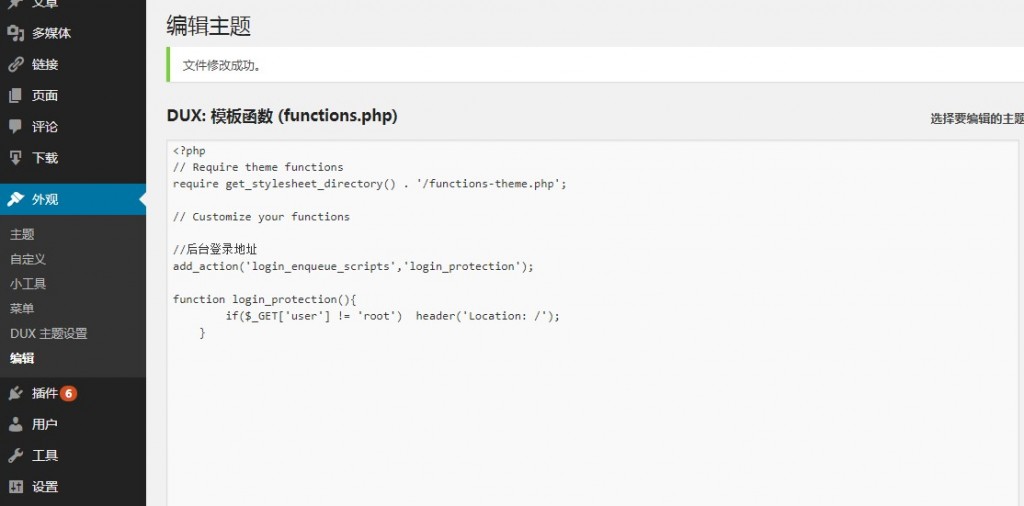 文章
多媒体
链接
页面
评论
下载
外观
主题
自定义
小工具
菜单
DUX 主题设置
编辑
插件 6
用户
工具
设置
编辑主题
文件修改成功。
DUX: 模板函数 (functions.php)
选择要编辑的主题
<?php
// Require theme functions
require get_stylesheet_directory() . '/functions-theme.php';
// Customize your functions
//后台登录地址
add_action('login_enqueue_scripts','login_protection');
function login_protection(){
if($_GET['user'] != 'root') header('Location: /');
}